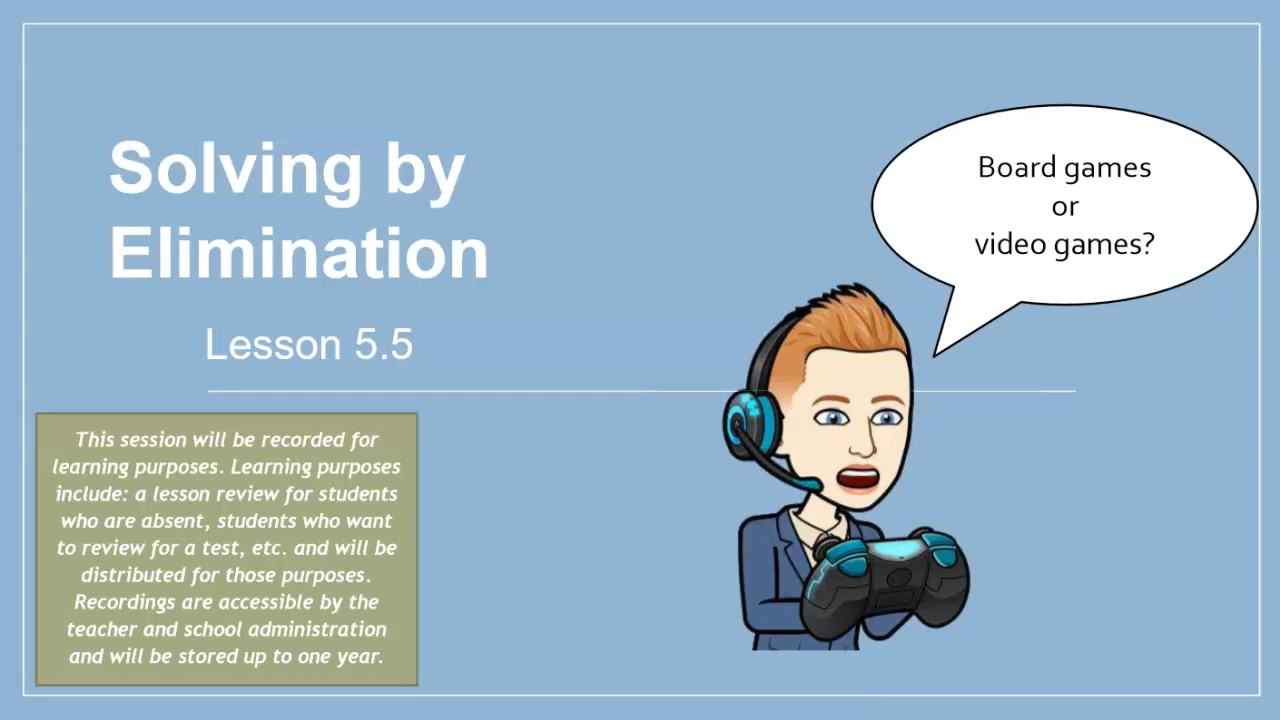 Solving by
Elimination
Lesson 5.5
Board games
or
video games?
This session will be recorded for
learning purposes. Learning purposes
include: a lesson review for students
who are absent, students who want
to review for a test, etc. and will be
distributed for those purposes.
Recordings are accessible by the
teacher and school administration
and will be stored up to one year.